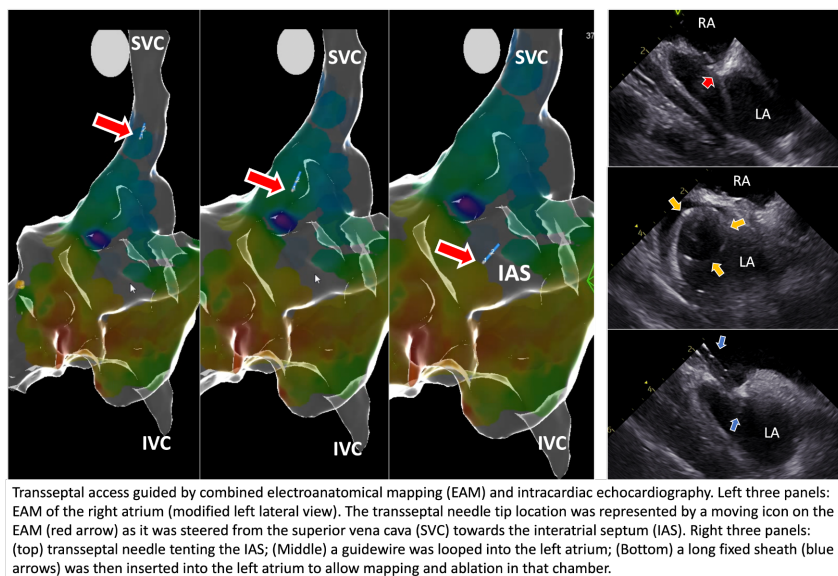 SVC
SVC
SVC
37
IAS
IVC
IVC
IVC
RA
LA
RA
LA
LA
Transseptal access guided by combined electroanatomical mapping (EAM) and intracardiac echocardiography. Left three panels:
EAM of the right atrium (modified left lateral view). The transseptal needle tip location was represented by a moving icon on the
EAM (red arrow) as it was steered from the superior vena cava (SVC) towards the interatrial septum (IAS). Right three panels:
(top) transseptal needle tenting the IAS; (Middle) a guidewire was looped into the left atrium; (Bottom) a long fixed sheath (blue
arrows) was then inserted into the left atrium to allow mapping and ablation in that chamber.